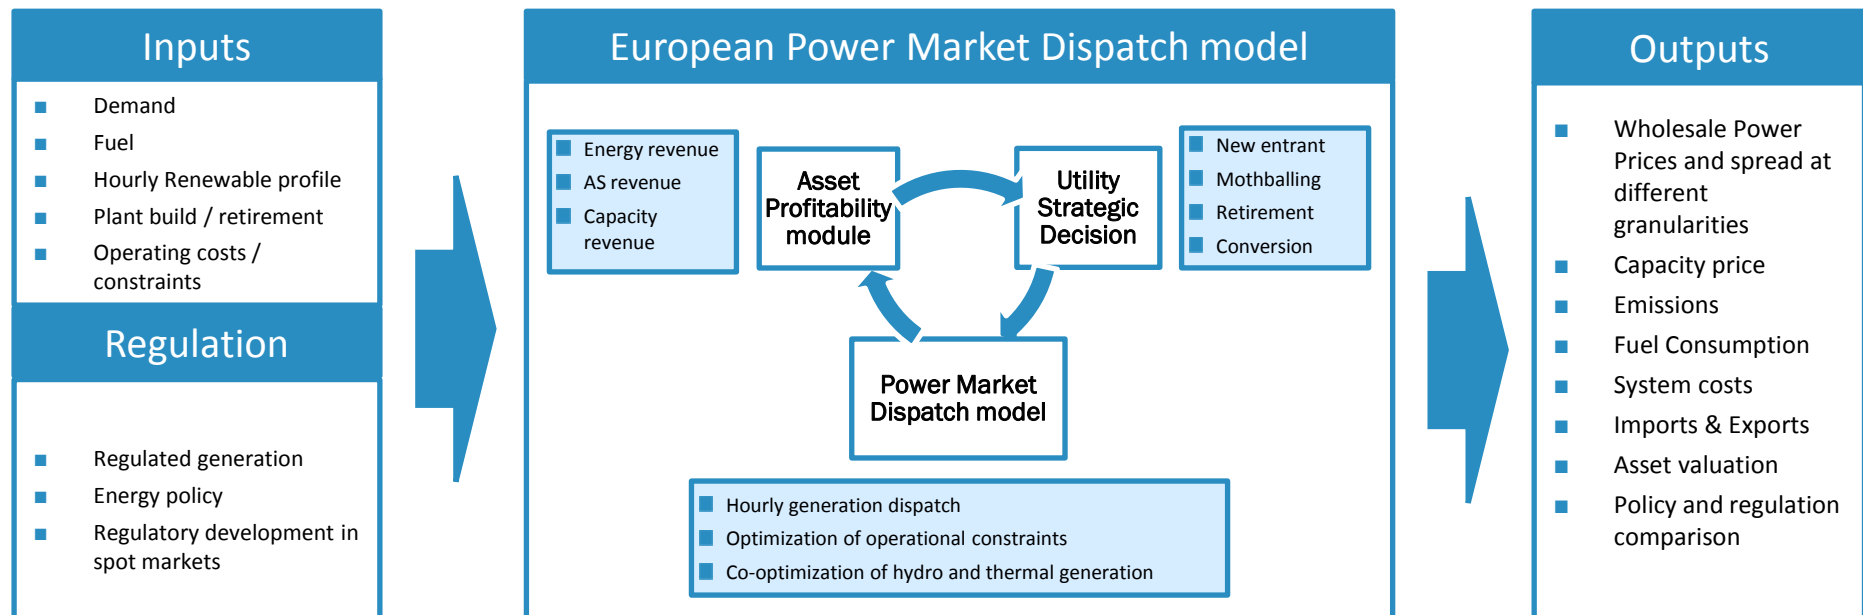 Inputs
Demand
Fuel
Hourly Renewable profile
Plant build / retirement
Operating costs /
constraints
Regulation
Regulated generation
Energy policy
Regulatory development in
spot markets
European Power Market Dispatch model
Energy revenue
AS revenue
Capacity
revenue
Asset
Profitability
module
Utility
Strategic
Decision
New entrant
Mothballing
Retirement
Conversion
Power Market
Dispatch model
Hourly generation dispatch
Optimization of operational constraints
Co-optimization of hydro and thermal generation
Outputs
Wholesale Power
Prices and spread at
different
granularities
Capacity price
Emissions
Fuel Consumption
System costs
Imports & Exports
Asset valuation
Policy and regulation
comparison